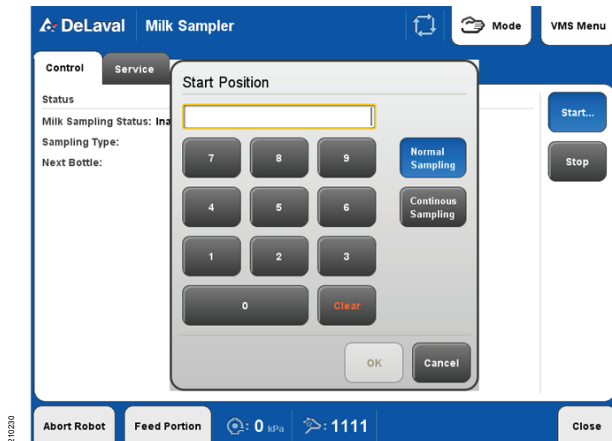 DeLaval Milk Sampler
Mode
VMS Menu
Control
Service
Start Position
Status
Milk Sampling Status: Ina
Sampling Type:
Next Bottle:
7
8
9
Normal
Sampling
4
5
6
Continous
Sampling
1
2
3
0
Clear
OK
Cancel
Start...
Stop
Abort Robot
Feed Portion
: 0 kPa
: 1111
Close
210230